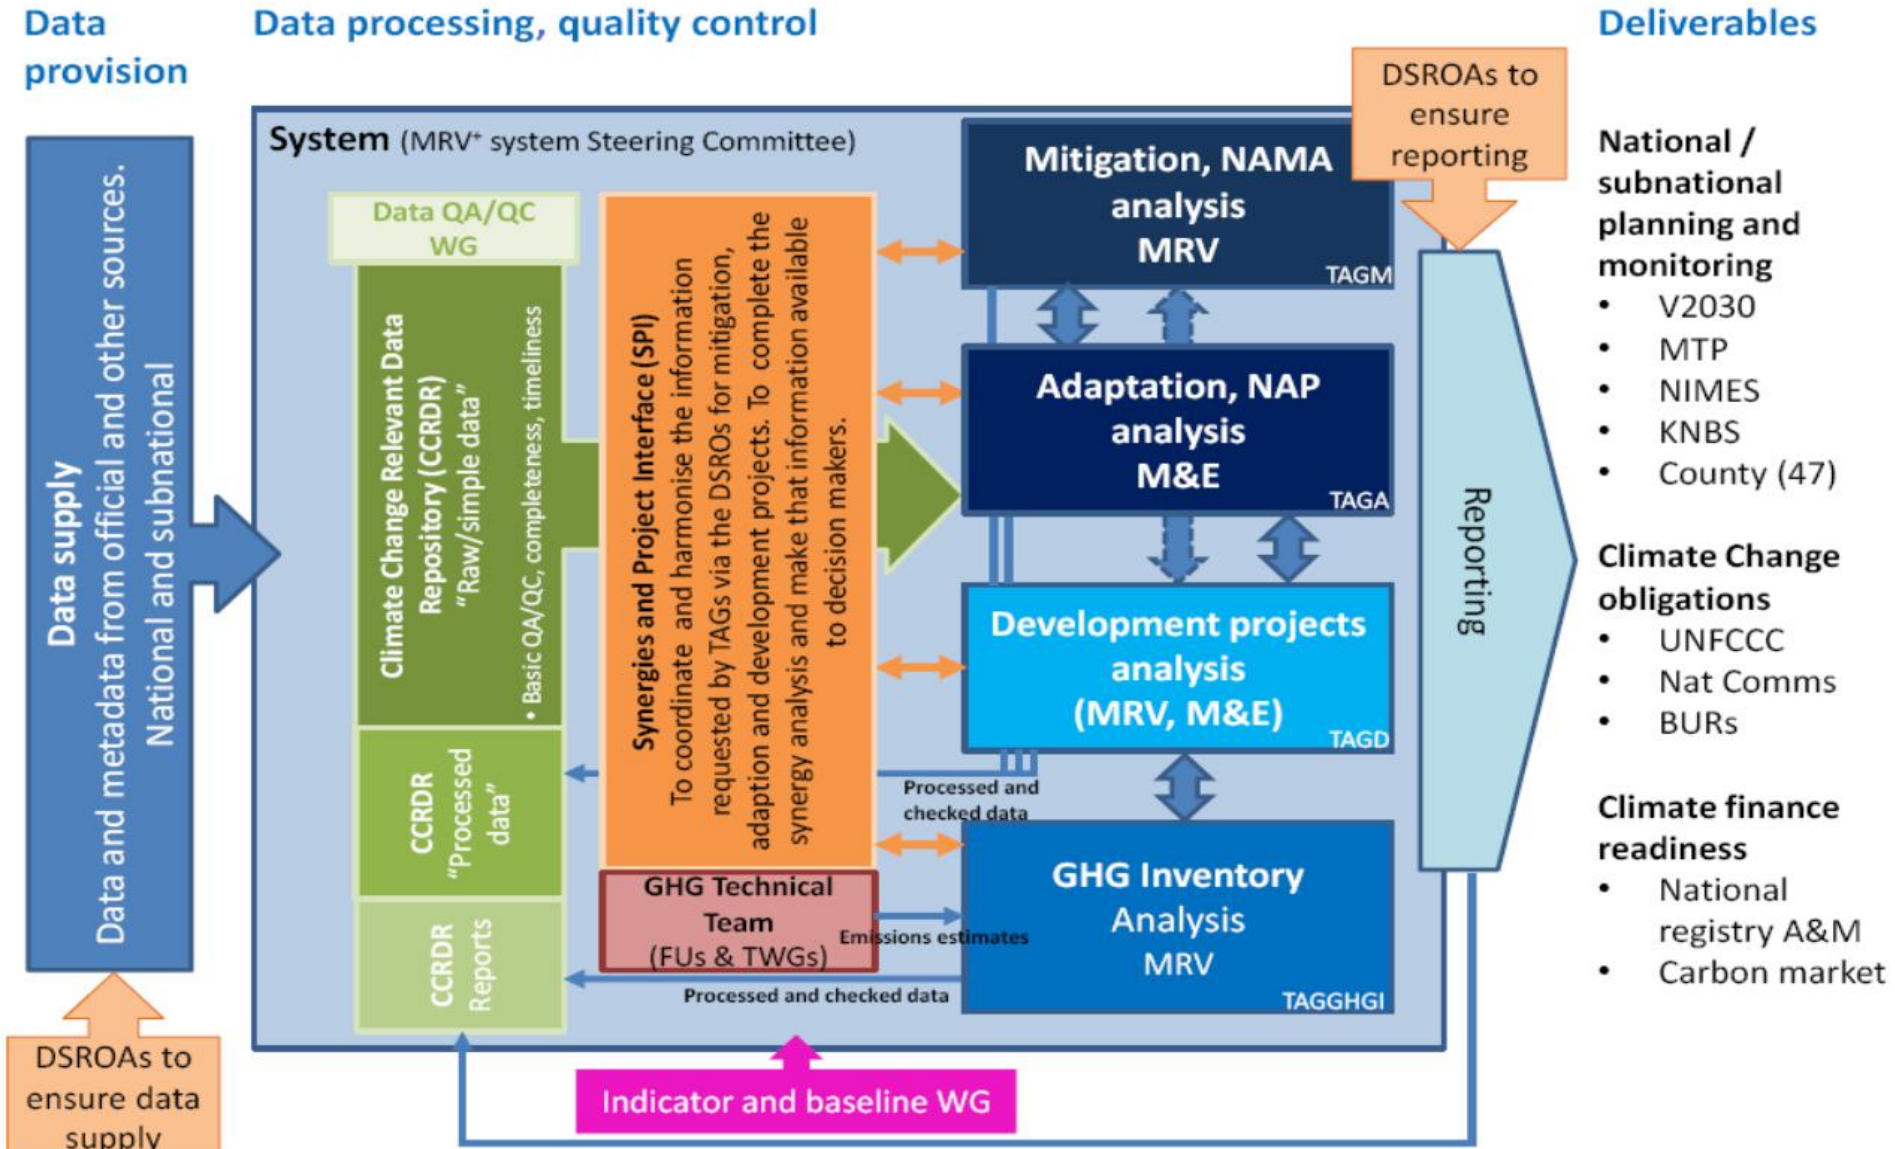 Data
provision
Data processing, quality control
Deliverables
Data supply
Data and metadata from official and other sources.
National and subnational
DSROAs to
ensure data
supply
System (MRV⁺ system Steering Committee)
Data QA/QC
WG
Climate Change Relevant Data
Repository (CCRDR)
"Raw/simple data"
• Basic QA/QC, completeness, timeliness
CCRDR
"Processed
data"
CCRDR
Reports
Synergies and Project Interface (SPI)
To coordinate and harmonise the information
requested by TAGs via the DSROs for mitigation,
adaption and development projects. To complete the
synergy analysis and make that information available
to decision makers.
GHG Technical
Team
(FUs & TWGs)
Mitigation, NAMA
analysis
MRV
TAGM
Adaptation, NAP
analysis
M&E
TAGA
Development projects
analysis
(MRV, M&E)
TAGD
Processed and
checked data
GHG Inventory
Analysis
MRV
TAGGHGI
Emissions estimates
Processed and checked data
Indicator and baseline WG
DSROAs to
ensure
reporting
Reporting
National /
subnational
planning and
monitoring
• V2030
• MTP
• NIMES
• KNBS
• County (47)
Climate Change
obligations
• UNFCCC
• Nat Comms
• BURs
Climate finance
readiness
• National
registry A&M
• Carbon market